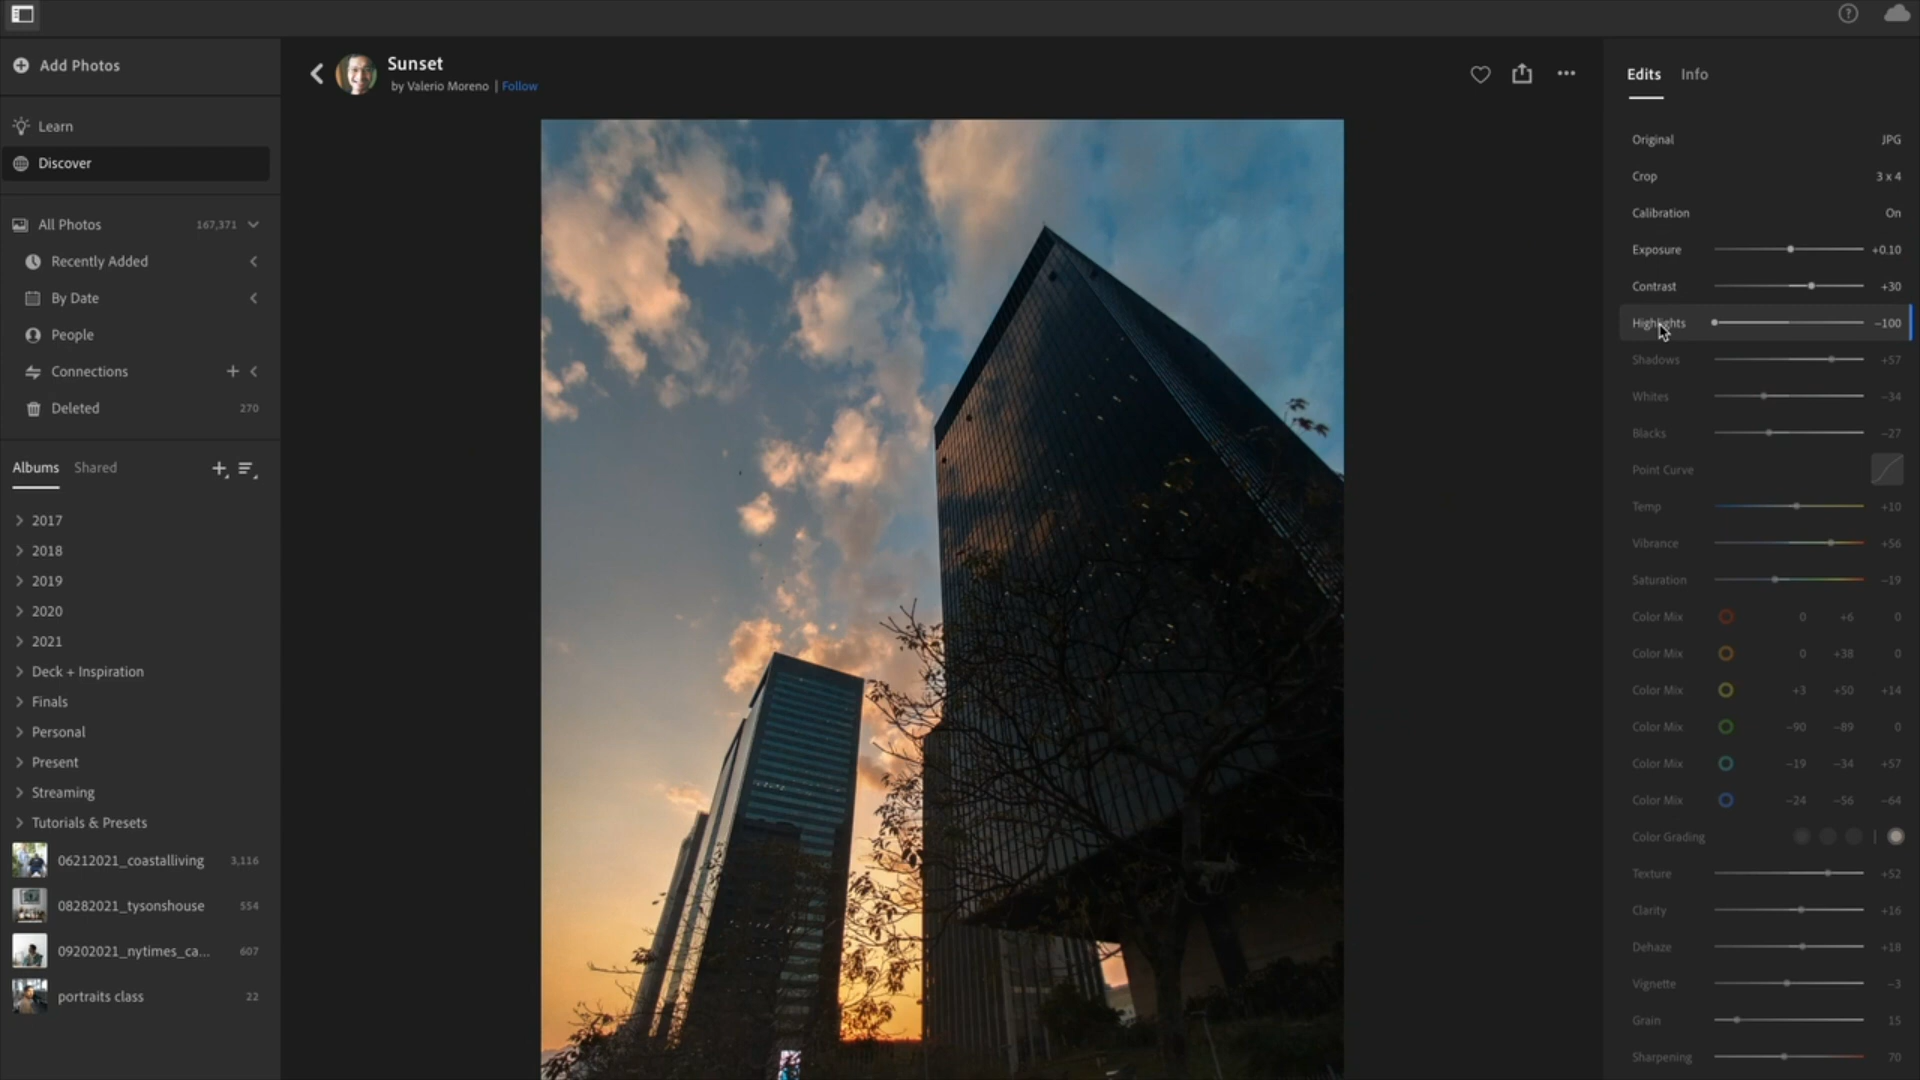 Add Photos
Learn
Discover
All Photos 167,371
Recently Added
By Date
People
Connections
Deleted 270
Albums Shared
2017
2018
2019
2020
2021
Deck + Inspiration
Finals
Personal
Present
Streaming
Tutorials & Presets
06212021_coastalliving 3,116
08282021_tysonshouse 554
09202021_nytimes_ca... 607
portraits class 22
Sunset
by Valerio Moreno | Follow
Edits Info
Original JPG
Crop 3 x 4
Calibration On
Exposure +0.10
Contrast +30
Highlights −100
Shadows +57
Whites −34
Blacks −27
Point Curve
Temp +10
Vibrance +56
Saturation −19
Color Mix 0 +6 0
Color Mix 0 +38 0
Color Mix +3 +50 +14
Color Mix −90 −89 0
Color Mix −19 −34 +57
Color Mix −24 −56 −64
Color Grading
Texture +52
Clarity +16
Dehaze +18
Vignette −3
Grain 15
Sharpening 70